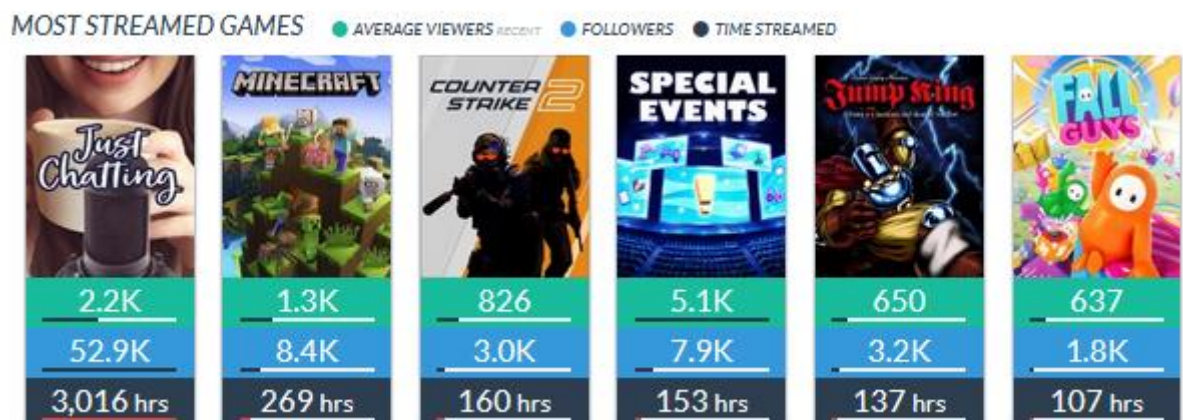 MOST STREAMED GAMES AVERAGE VIEWERS RECENT FOLLOWERS TIME STREAMED
Just
Chatting
MINECRAFT
COUNTER
STRIKE 2
SPECIAL
EVENTS
Jump King
FALL
GUYS
2.2K 1.3K 826 5.1K 650 637
52.9K 8.4K 3.0K 7.9K 3.2K 1.8K
3,016 hrs 269 hrs 160 hrs 153 hrs 137 hrs 107 hrs